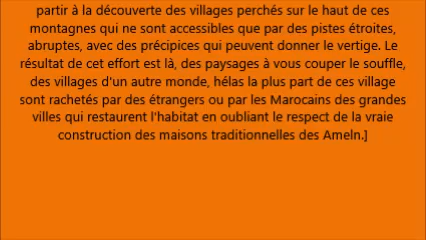 partir à la découverte des villages perchés sur le haut de ces
montagnes qui ne sont accessibles que par des pistes étroites,
abruptes, avec des précipices qui peuvent donner le vertige. Le
résultat de cet effort est là, des paysages à vous couper le souffle,
des villages d'un autre monde, hélas la plus part de ces village
sont rachetés par des étrangers ou par les Marocains des grandes
villes qui restaurent l'habitat en oubliant le respect de la vraie
construction des maisons traditionnelles des Ameln.]